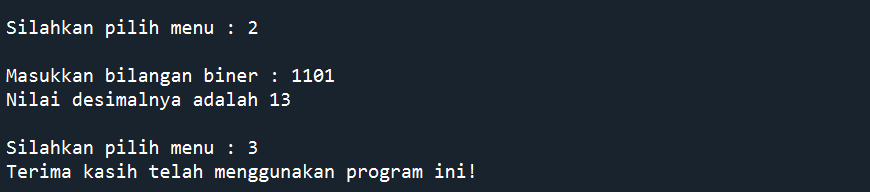 Silahkan pilih menu : 2
Masukkan bilangan biner : 1101
Nilai desimalnya adalah 13
Silahkan pilih menu : 3
Terima kasih telah menggunakan program ini!